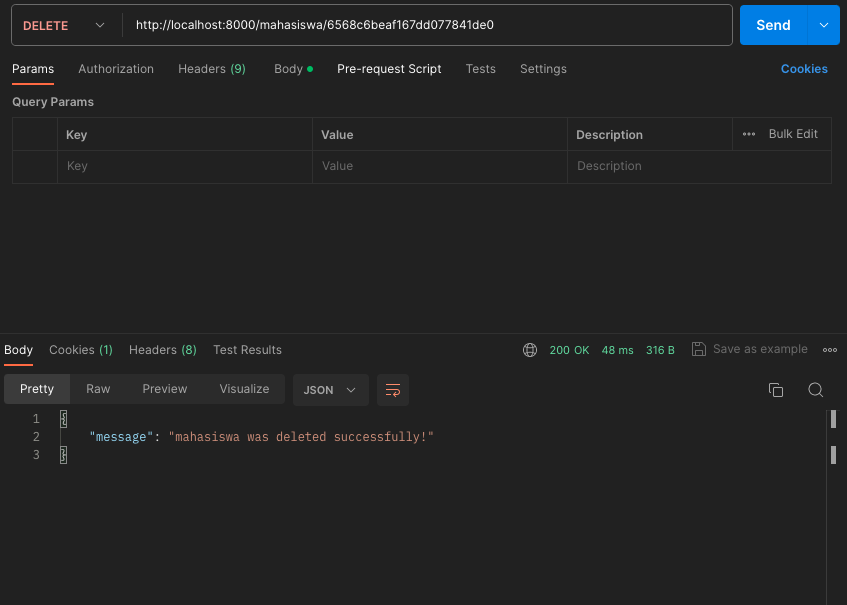 DELETE http://localhost:8000/mahasiswa/6568c6beaf167dd077841de0 Send
Params Authorization Headers (9) Body Pre-request Script Tests Settings Cookies
Query Params
Key Value Description ••• Bulk Edit
Key Value Description
Body Cookies (1) Headers (8) Test Results 200 OK 48 ms 316 B Save as example
Pretty Raw Preview Visualize JSON
1 {
2 "message": "mahasiswa was deleted successfully!"
3 }